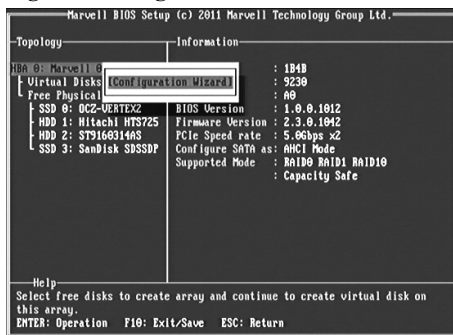 Marvell BIOS Setup (c) 2011 Marvell Technology Group Ltd.
Topology
Information
HBA 0: Marvell 0
: 1B4B
Virtual Disks
[Configuration Wizard]
: 9230
Free Physical
: A0
SSD 0: OCZ-VERTEX2
BIOS Version : 1.0.0.1012
HDD 1: Hitachi HTS725
Firmware Version : 2.3.0.1042
HDD 2: ST9160314AS
PCIe Speed rate : 5.0Gbps x2
SSD 3: SanDisk SDSSDP
Configure SATA as: AHCI Mode
Supported Mode : RAID0 RAID1 RAID10
: Capacity Safe
Help
Select free disks to create array and continue to create virtual disk on
this array.
ENTER: Operation F10: Exit/Save ESC: Return